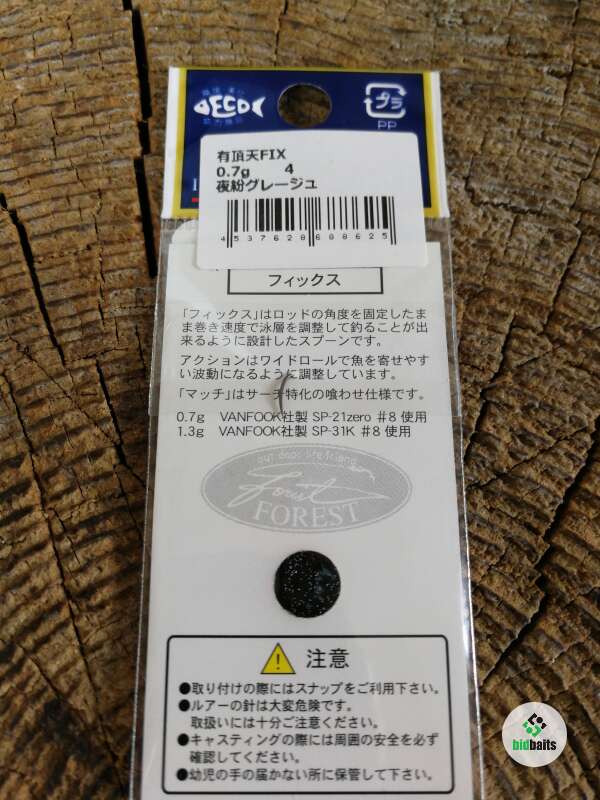 ECO
プラ
PP
有頂天FIX
0.7g 4
夜紛グレージュ
4537628688625
フィックス
「フィックス」はロッドの角度を固定したま
ま巻き速度で泳層を調整して釣ることが出
来るように設計したスプーンです。
アクションはワイドロールで魚を寄せやす
い波動になるように調整しています。
「マッチ」はサーチ特化の喰わせ仕様です。
0.7g VANFOOK社製 SP-21zero #8 使用
1.3g VANFOOK社製 SP-31K #8 使用
Forest
FOREST
注意
●取り付けの際にはスナップをご利用下さい。
●ルアーの針は大変危険です。
取扱いには十分ご注意ください。
●キャスティングの際には周囲の安全を必ず
確認してください。
●幼児の手の届かない所に保管して下さい。
bidbaits